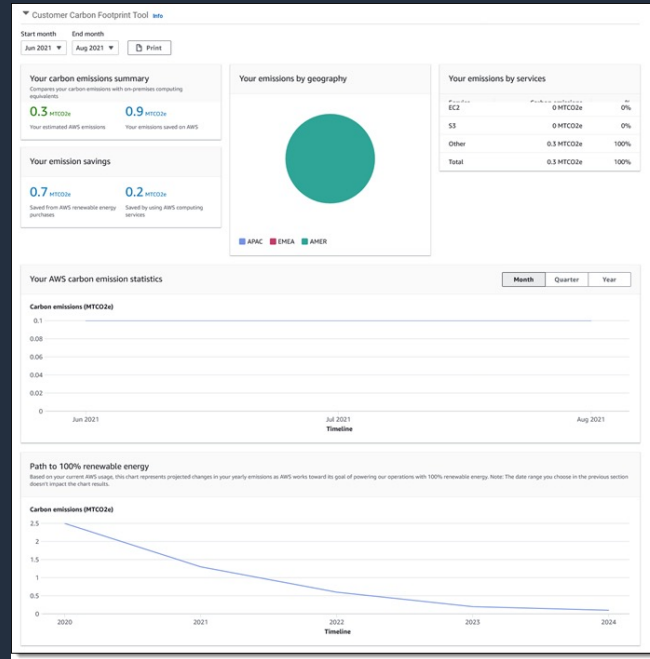 Customer Carbon Footprint Tool Info
Start month
End month
Jun 2021
Aug 2021
Print
Your carbon emissions summary
Compares your carbon emissions with on-premises computing
equivalents
0.3 MTCO2e
0.9 MTCO2e
Your estimated AWS emissions
Your emissions saved on AWS
Your emission savings
0.7 MTCO2e
0.2 MTCO2e
Saved from AWS renewable energy
purchases
Saved by using AWS computing
services
Your emissions by geography
APAC EMEA AMER
Your emissions by services
EC2 0 MTCO2e 0%
S3 0 MTCO2e 0%
Other 0.3 MTCO2e 100%
Total 0.3 MTCO2e 100%
Your AWS carbon emission statistics
Month Quarter Year
Carbon emissions (MTCO2e)
0.1
0.08
0.06
0.04
0.02
0
Jun 2021 Jul 2021 Aug 2021
Timeline
Path to 100% renewable energy
Based on your current AWS usage, this chart represents projected changes in your yearly emissions as AWS works toward its goal of powering our operations with 100% renewable energy. Note: The date range you choose in the previous section
doesn't impact the chart results.
Carbon emissions (MTCO2e)
2.5
2
1.5
1
0.5
0
2020 2021 2022 2023 2024
Timeline